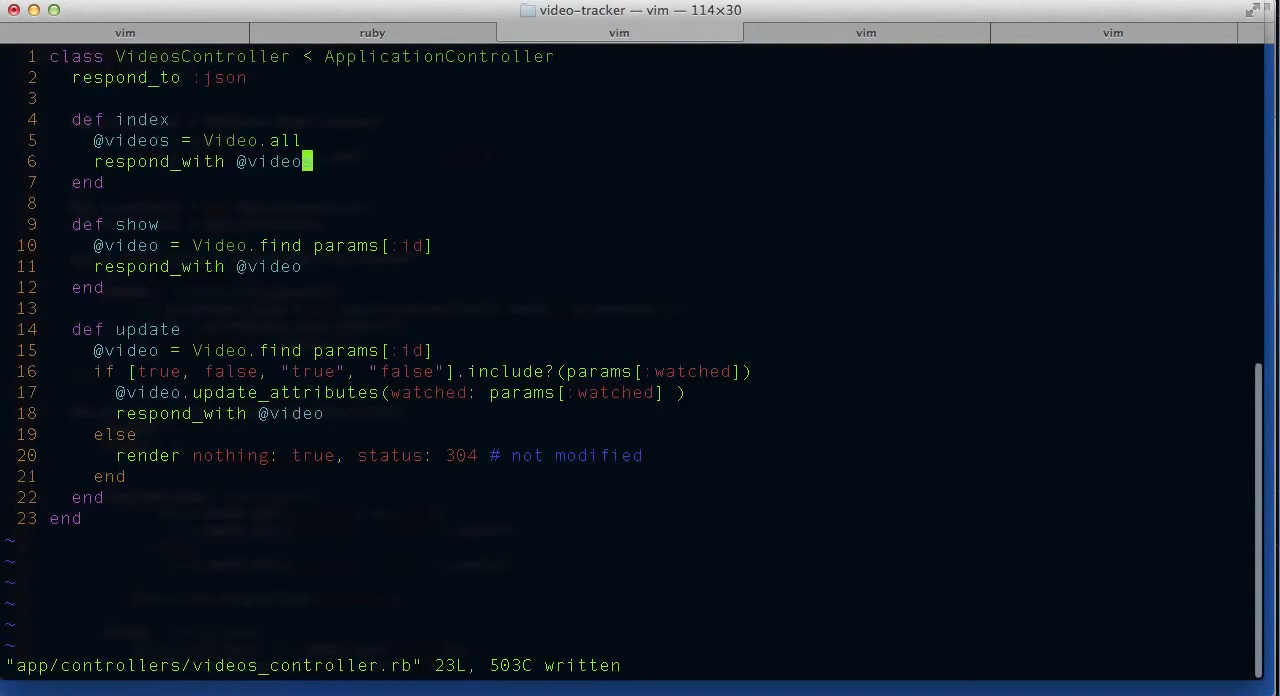 video-tracker — vim — 114×30
vim ruby vim vim vim
1 class VideosController < ApplicationController
2   respond_to :json
3
4   def index
5     @videos = Video.all
6     respond_with @videos
7   end
8
9   def show
10     @video = Video.find params[:id]
11     respond_with @video
12   end
13
14   def update
15     @video = Video.find params[:id]
16     if [true, false, "true", "false"].include?(params[:watched])
17       @video.update_attributes(watched: params[:watched] )
18       respond_with @video
19     else
20       render nothing: true, status: 304 # not modified
21     end
22   end
23 end
~
~
~
~
~
~
"app/controllers/videos_controller.rb" 23L, 503C written